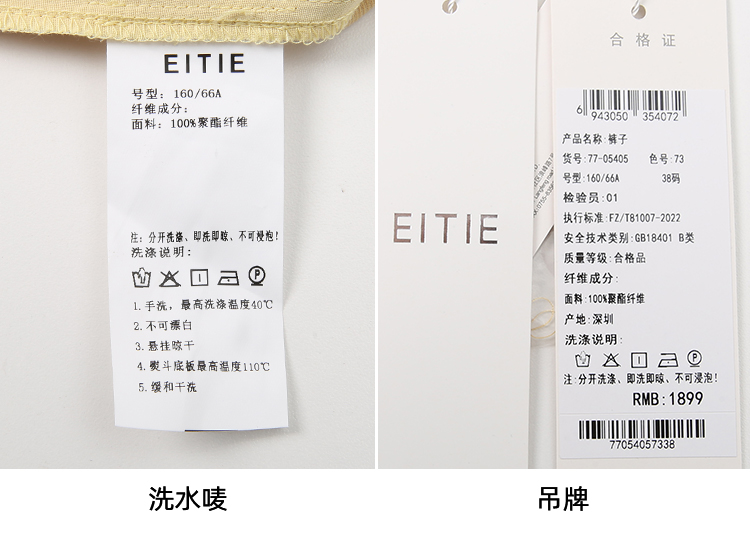 EITIE
号型：160/66A
纤维成分：
面料：100%聚酯纤维
注：分开洗涤、即洗即晾、不可浸泡！
洗涤说明：
1.手洗，最高洗涤温度40℃
2.不可漂白
3.悬挂晾干
4.熨斗底板最高温度110℃
5.缓和干洗
洗水唛
EITIE
合格证
6 943050 354072
产品名称：裤子
货号：77-05405 色号：73
号型：160/66A 38码
检验员：01
执行标准：FZ/T81007-2022
安全技术类别：GB18401 B类
质量等级：合格品
纤维成分：
面料：100%聚酯纤维
产地：深圳
洗涤说明：
注：分开洗涤、即洗即晾、不可浸泡！
RMB：1899
77054057338
吊牌